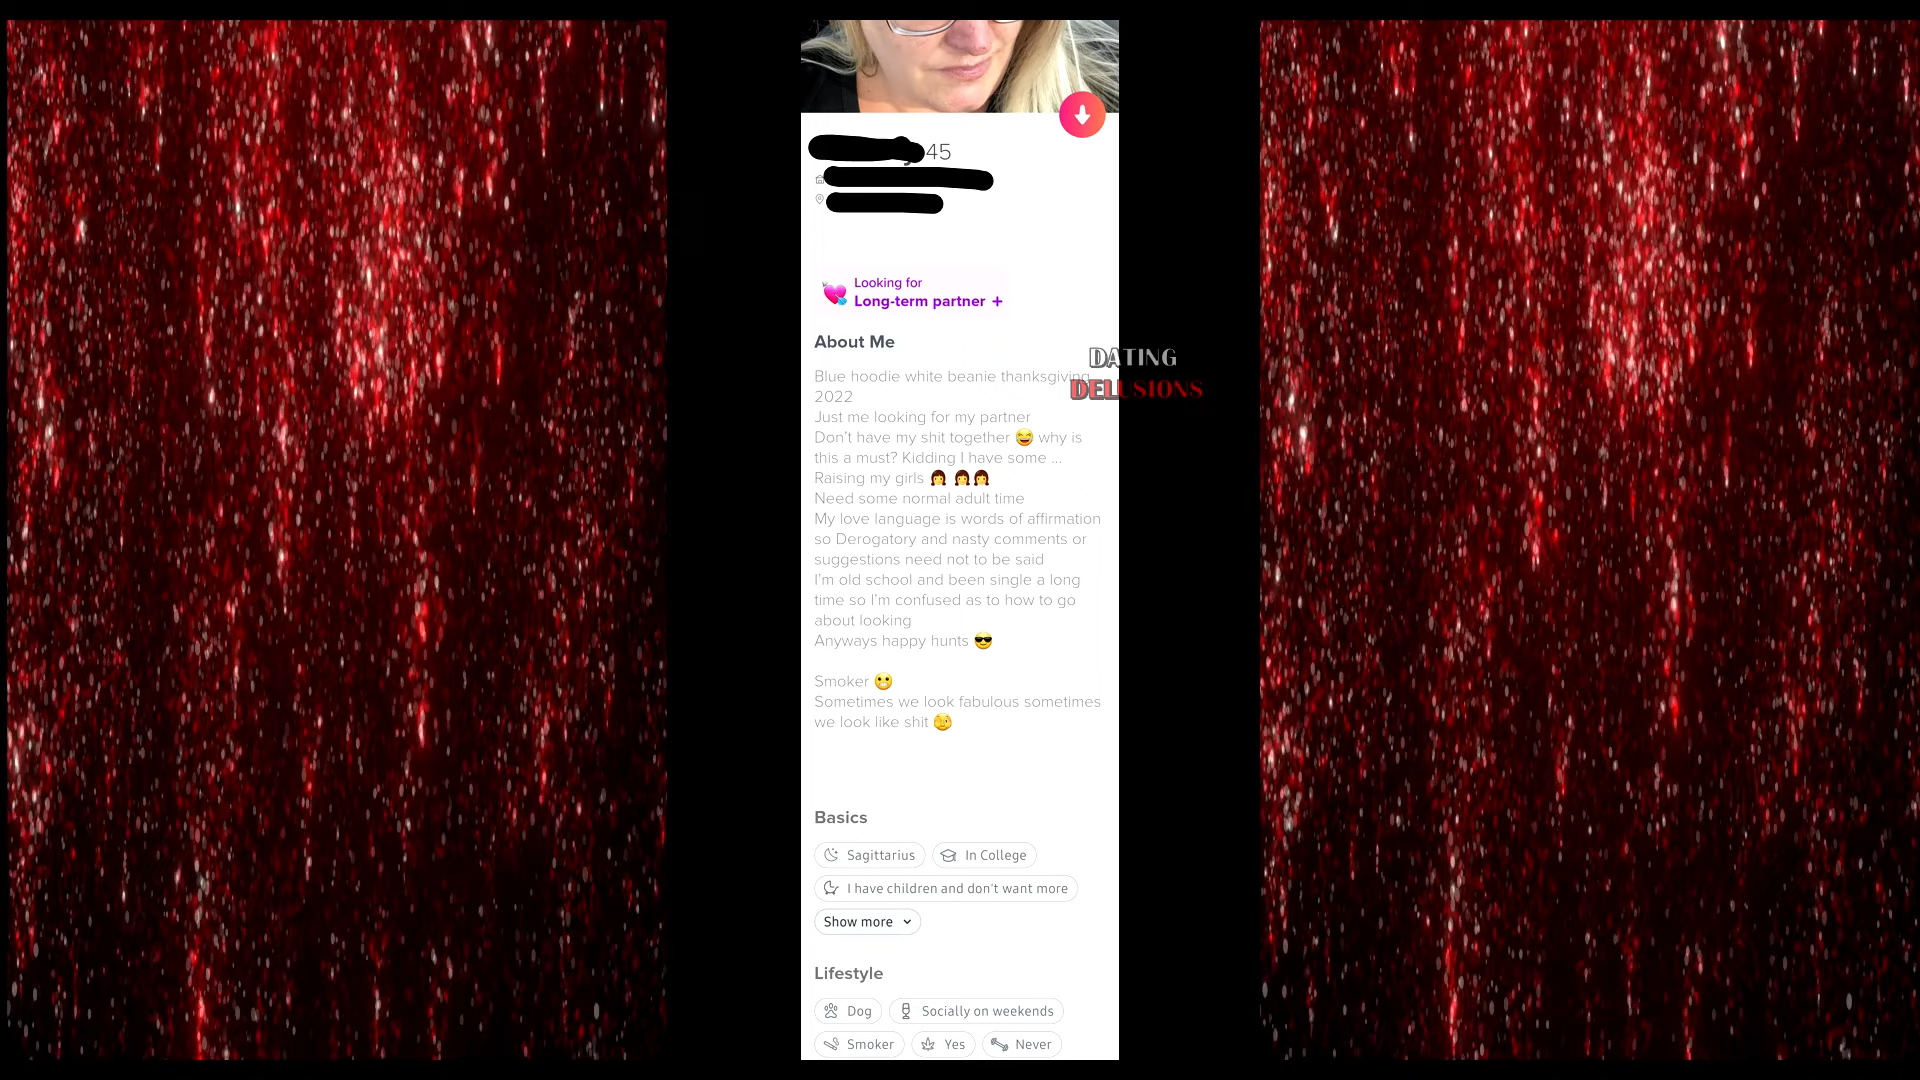 45
Looking for
Long-term partner +
About Me
Blue hoodie white beanie thanksgiving
2022
Just me looking for my partner
Don't have my shit together 😆 why is
this a must? Kidding I have some ...
Raising my girls 👩 👩👩
Need some normal adult time
My love language is words of affirmation
so Derogatory and nasty comments or
suggestions need not to be said
I'm old school and been single a long
time so I'm confused as to how to go
about looking
Anyways happy hunts 😎
Smoker 😬
Sometimes we look fabulous sometimes
we look like shit 🫣
DATING
DELUSIONS
Basics
Sagittarius In College
I have children and don't want more
Show more
Lifestyle
Dog Socially on weekends
Smoker Yes Never